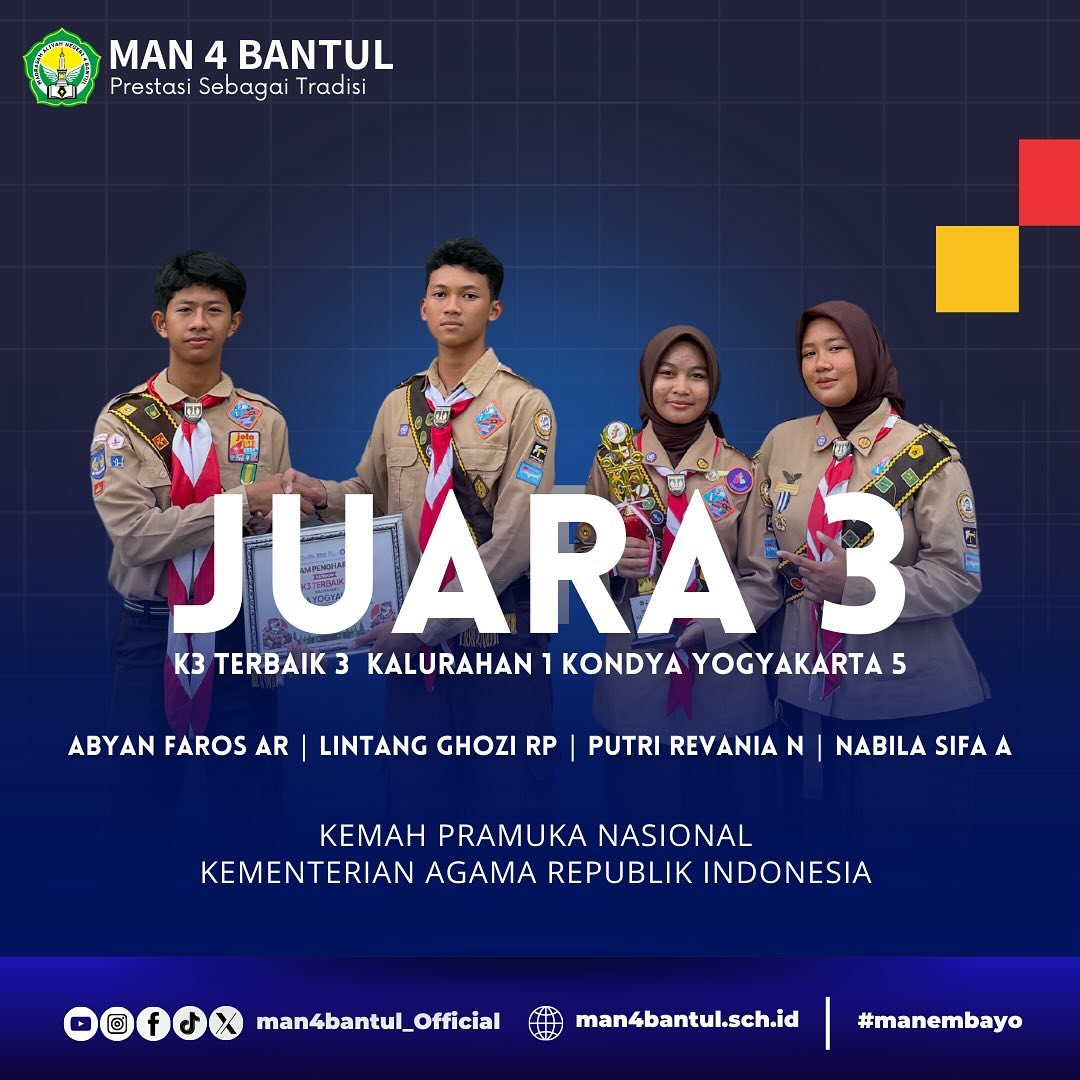 MAN 4 BANTUL
Prestasi Sebagai Tradisi
JUARA 3
K3 TERBAIK 3 KALURAHAN 1 KONDYA YOGYAKARTA 5
ABYAN FAROS AR | LINTANG GHOZI RP | PUTRI REVANIA N | NABILA SIFA A
KEMAH PRAMUKA NASIONAL
KEMENTERIAN AGAMA REPUBLIK INDONESIA
man4bantul_Official
man4bantul.sch.id
#manembayo